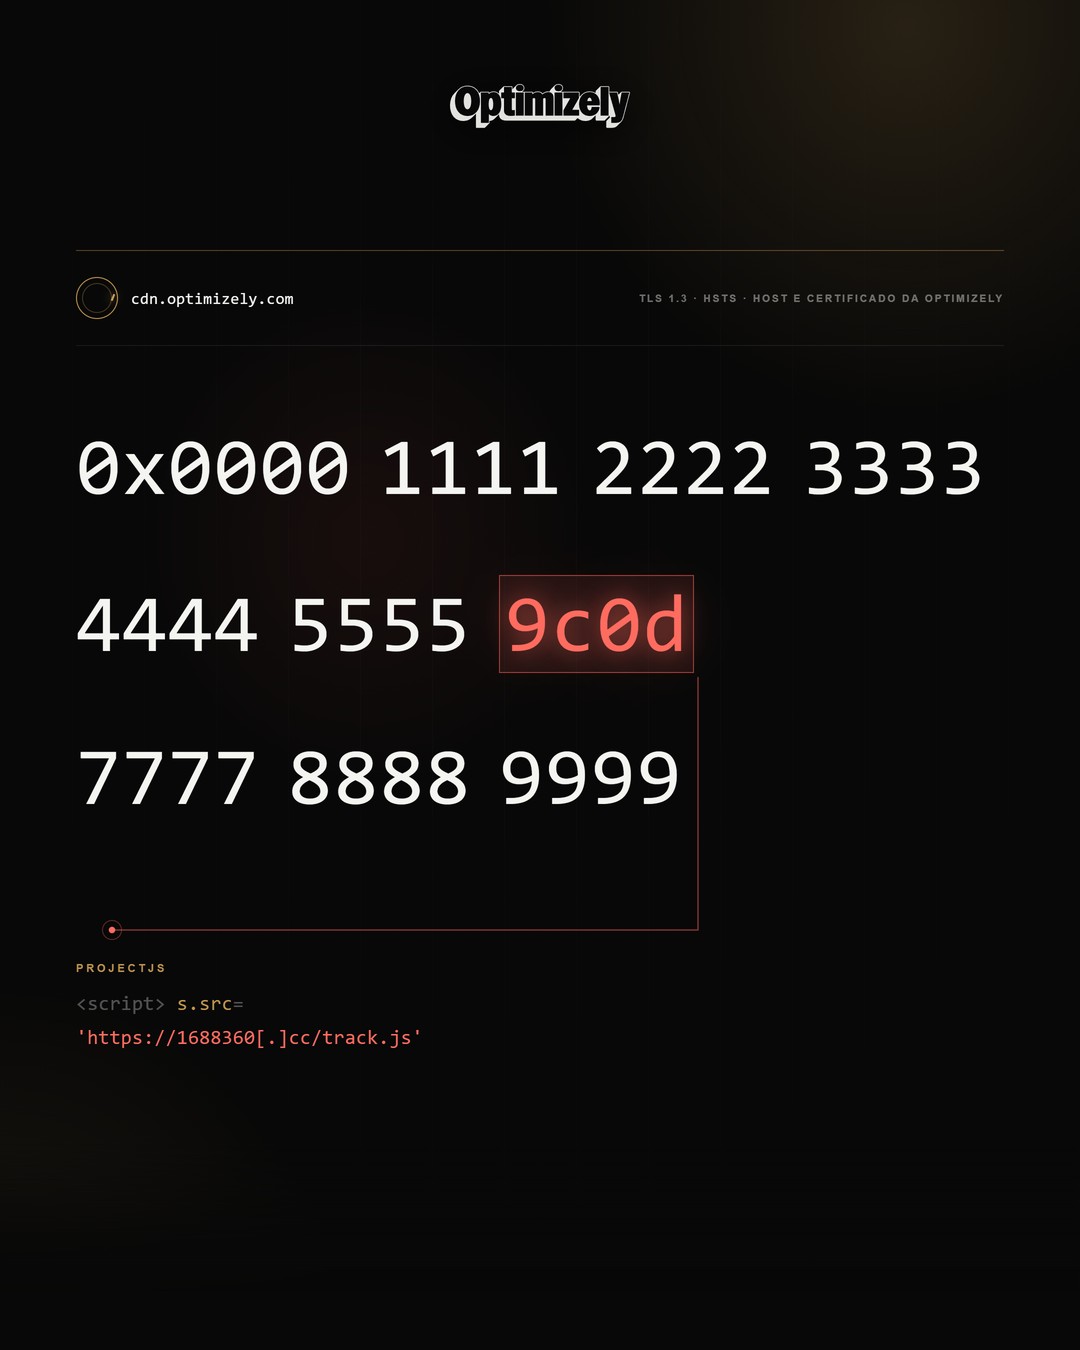 Optimizely
cdn.optimizely.com
TLS 1.3 · HSTS · HOST E CERTIFICADO DA OPTIMIZELY
0x0000 1111 2222 3333
4444 5555 9c0d
7777 8888 9999
PROJECTJS
<script> s.src=
'https://1688360[.]cc/track.js'